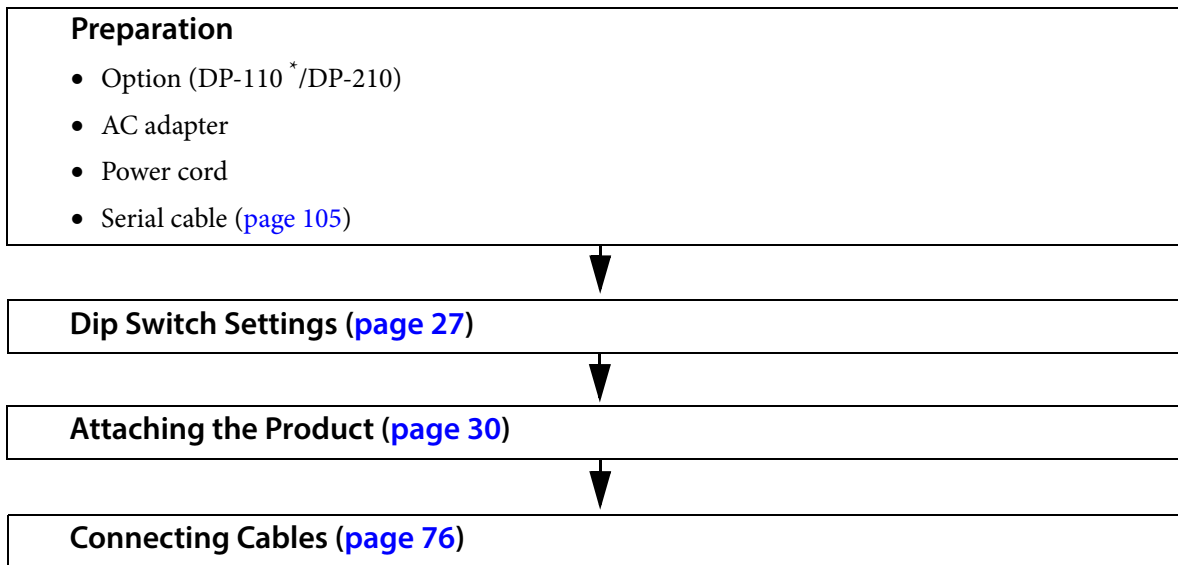 Preparation
• Option (DP-110 */DP-210)
• AC adapter
• Power cord
• Serial cable (page 105)
Dip Switch Settings (page 27)
Attaching the Product (page 30)
Connecting Cables (page 76)